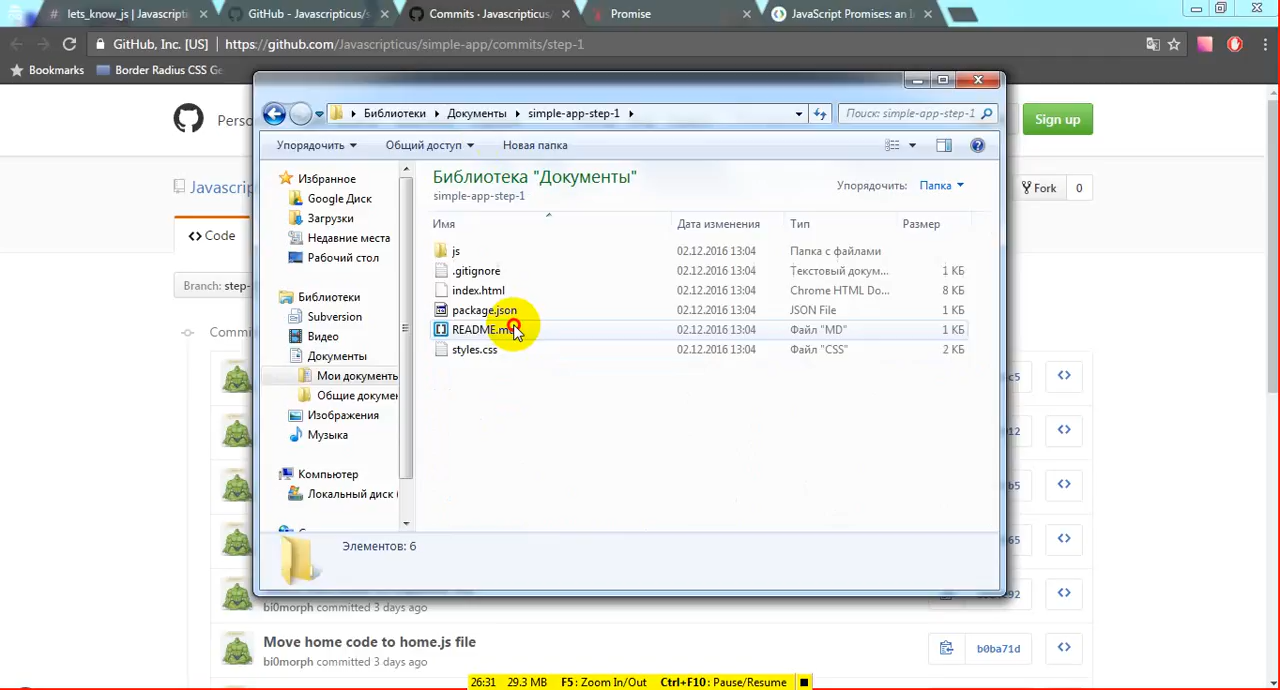 lets_know_js | Javascripti
GitHub - Javascripticus/s
Commits · Javascripticus/
Promise
JavaScript Promises: an I
GitHub, Inc. [US]
https://github.com/Javascripticus/simple-app/commits/step-1
Bookmarks
Border Radius CSS Ge
Perso
Sign up
Javascrip
Fork 0
Code
Branch: step-
Commi
Библиотеки
Документы
simple-app-step-1
Поиск: simple-app-step-1
Упорядочить
Общий доступ
Новая папка
Избранное
Google Диск
Загрузки
Недавние места
Рабочий стол
Библиотеки
Subversion
Видео
Документы
Мои документь
Общие докумен
Изображения
Музыка
Компьютер
Локальный диск (
Библиотека "Документы"
simple-app-step-1
Упорядочить: Папка
Имя Дата изменения Тип Размер
js 02.12.2016 13:04 Папка с файлами
.gitignore 02.12.2016 13:04 Текстовый докум... 1 КБ
index.html 02.12.2016 13:04 Chrome HTML Do... 8 КБ
package.json 02.12.2016 13:04 JSON File 1 КБ
README.md 02.12.2016 13:04 Файл "MD" 1 КБ
styles.css 02.12.2016 13:04 Файл "CSS" 2 КБ
Элементов: 6
c5
12
b5
65
bi0morph committed 3 days ago
Move home code to home.js file
b0ba71d
bi0morph committed 3 days ago
26:31 29.3 MB F5: Zoom In/Out Ctrl+F10: Pause/Resume